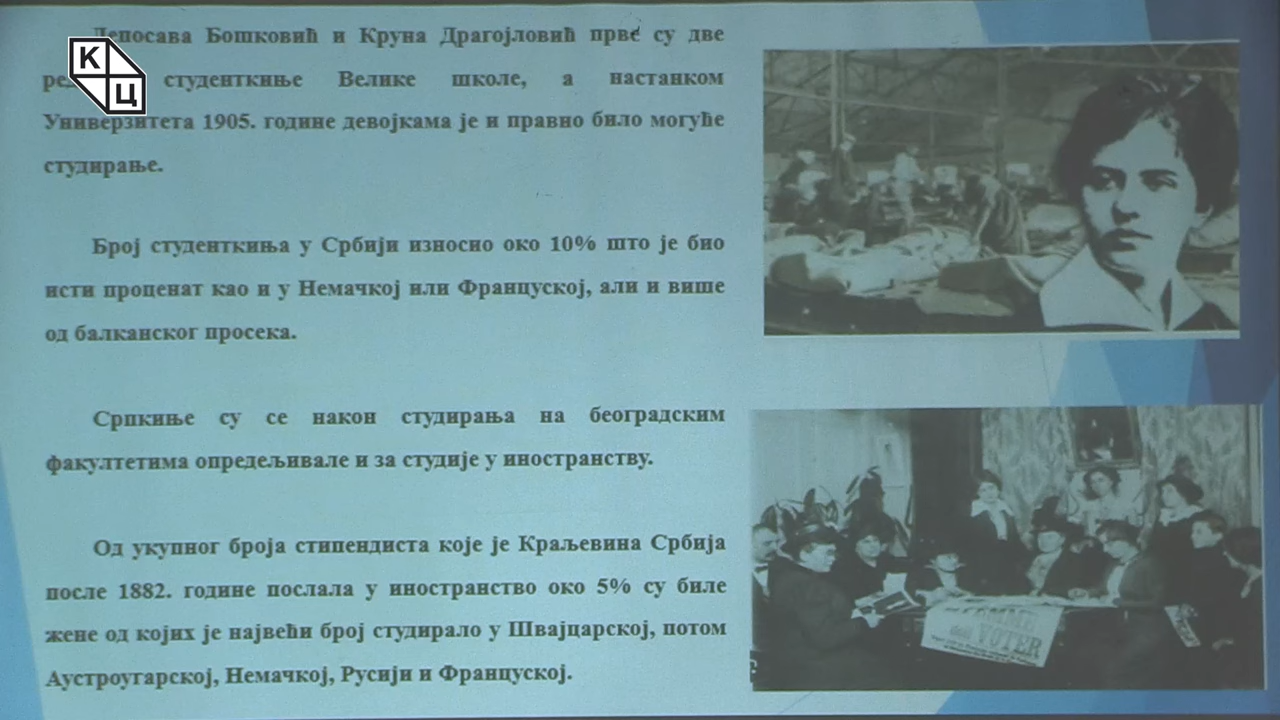 Лепосава Бошковић и Круна Драгојловић прве су две
студенткиње Велике школе, а настанком
Универзитета 1905. године девојкама је и правно било могуће
студирање.
Број студенткиња у Србији износио око 10% што је био
исти проценат као и у Немачкој или Француској, али и више
од балканског просека.
Српкиње су се након студирања на београдским
факултетима опредељивале и за студије у иностранству.
Од укупног броја стипендиста које је Краљевина Србија
после 1882. године послала у иностранство око 5% су биле
жене од којих је највећи број студирало у Швајцарској, потом
Аустроугарској, Немачкој, Русији и Француској.
К
Ц
FEMME
doit VOTER